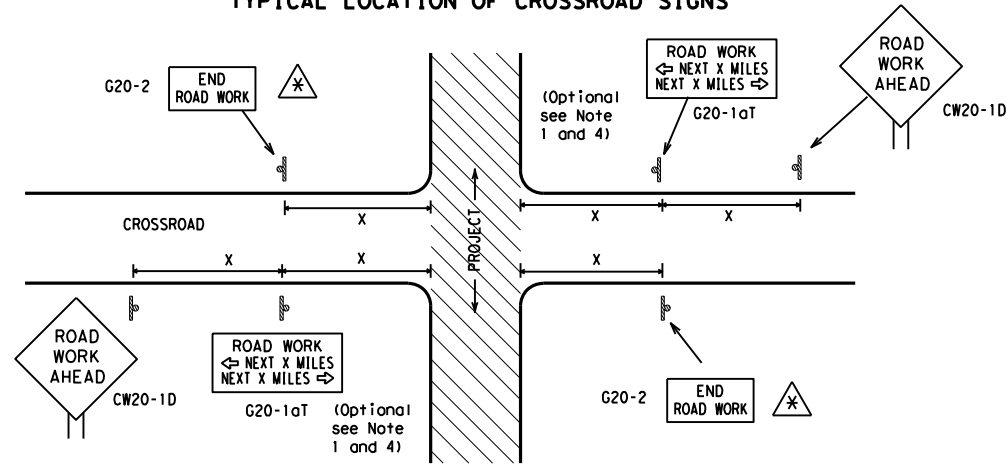 TYPICAL LOCATION OF CROSSROAD SIGNS
G20-2
END
ROAD WORK
*
(Optional
see Note
1 and 4)
ROAD WORK
⇦ NEXT X MILES
NEXT X MILES ⇨
G20-1aT
ROAD
WORK
AHEAD
CW20-1D
X
X
X
CROSSROAD
PROJECT
X
X
X
ROAD
WORK
AHEAD
CW20-1D
ROAD WORK
⇦ NEXT X MILES
NEXT X MILES ⇨
G20-1aT
(Optional
see Note
1 and 4)
G20-2
END
ROAD WORK
*